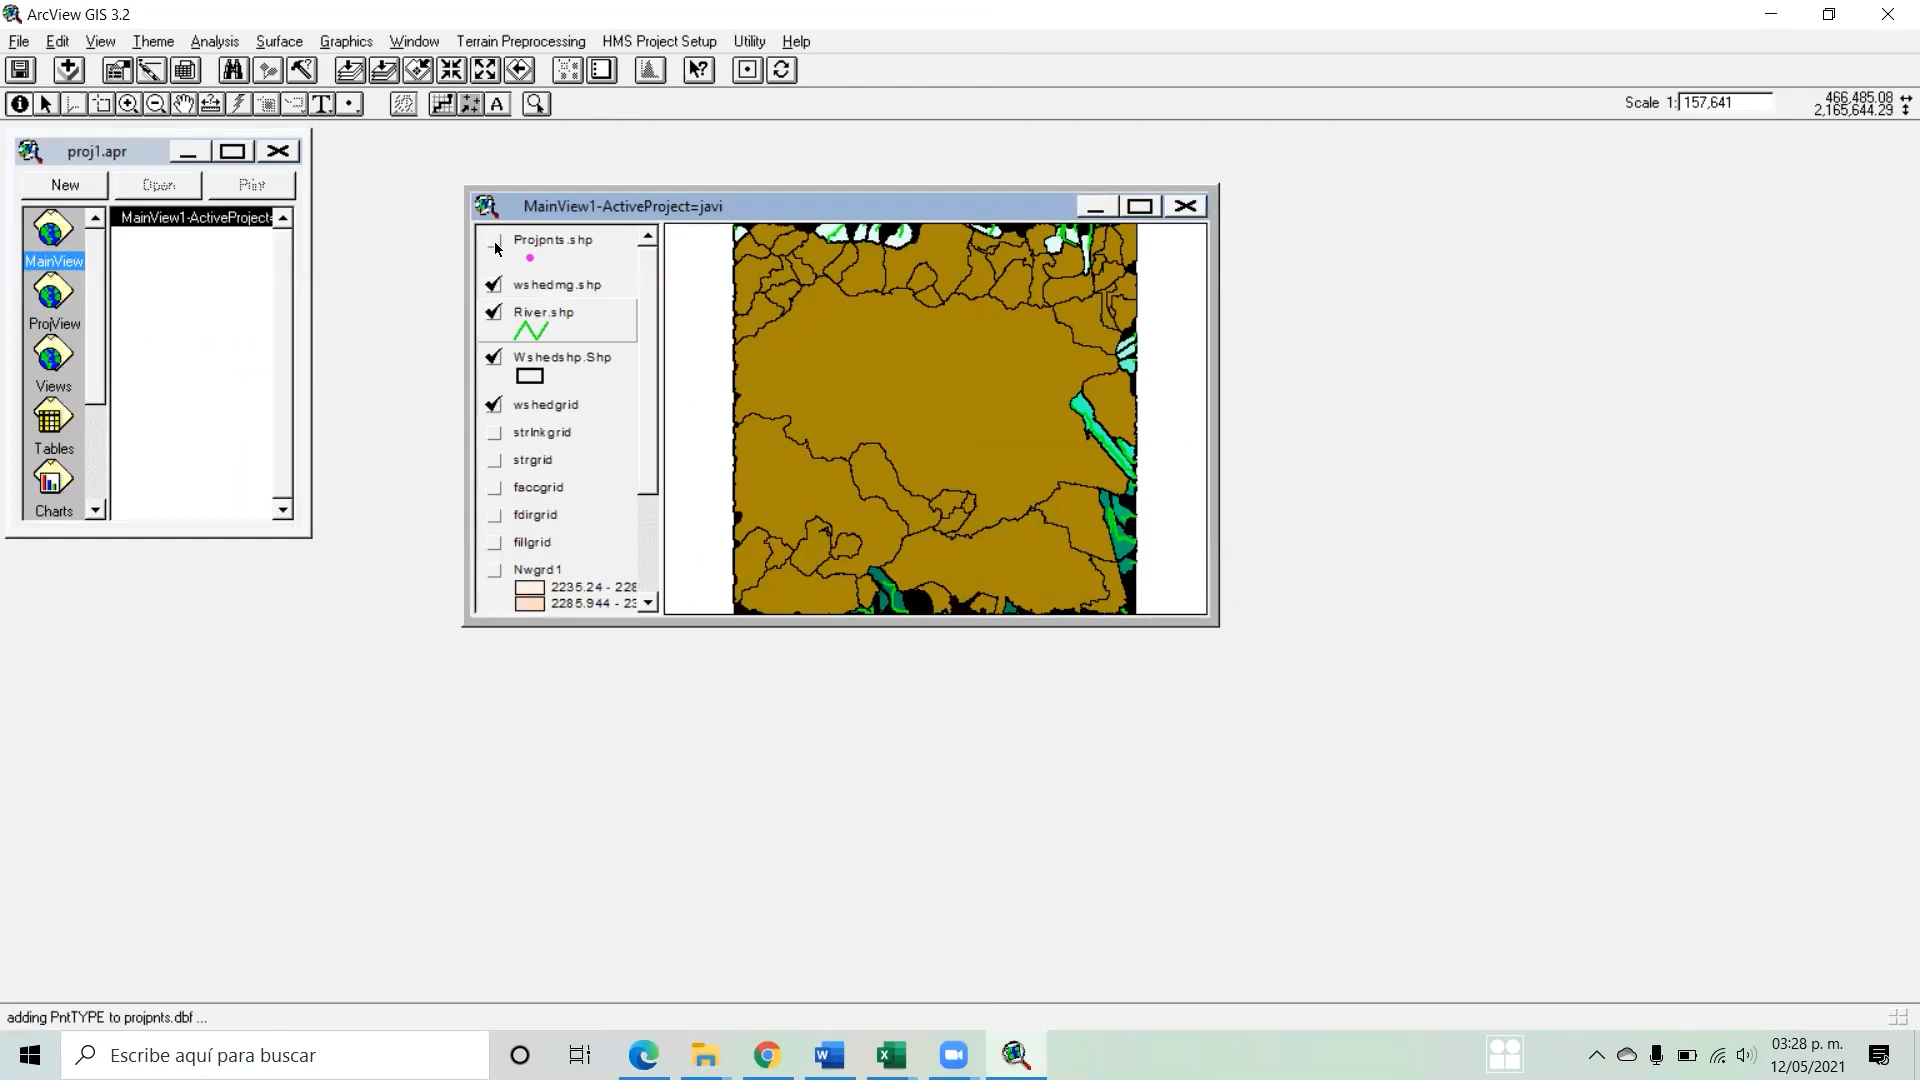 ArcView GIS 3.2
File Edit View Theme Analysis Surface Graphics Window Terrain Preprocessing HMS Project Setup Utility Help
Scale 1: 157,641
466,485.08
2,165,644.29
proj1.apr
New Open Print
MainView1-ActiveProject=
MainView
ProjView
Views
Tables
Charts
MainView1-ActiveProject=javi
Projpnts.shp
wshedmg.shp
River.shp
Wshedshp.Shp
wshedgrid
strlnkgrid
strgrid
faccgrid
fdirgrid
fillgrid
Nwgrd1
2235.24 - 228
2285.944 - 23
adding PntTYPE to projpnts.dbf ...
Escribe aquí para buscar
03:28 p. m.
12/05/2021